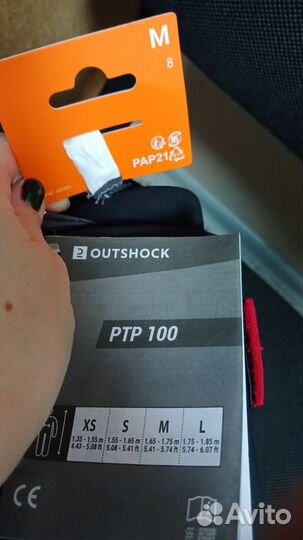 M
8
PAP21
OUTSHOCK
PTP 100
XS S M L
1.35 - 1.55 m 1.55 - 1.65 m 1.65 - 1.75 m 1.75 - 1.85 m
4.43 - 5.08 ft 5.08 - 5.41 ft 5.41 - 5.74 ft 5.74 - 6.07 ft
CE
Avito